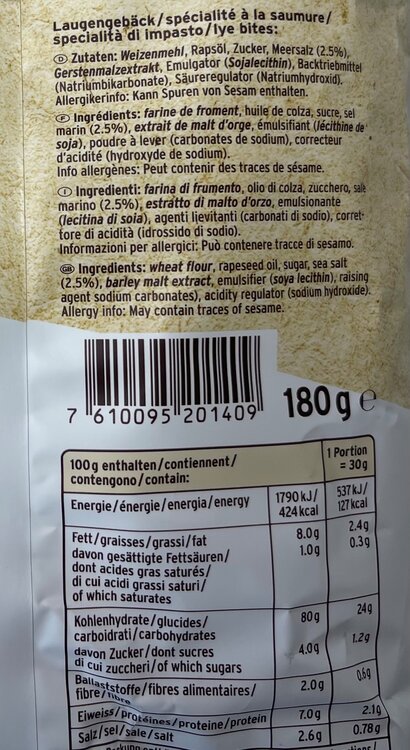 Laugengebäck/spécialité à la saumure/
specialità di impasto/lye bites:
Ⓓ Zutaten: Weizenmehl, Rapsöl, Zucker, Meersalz (2.5%),
Gerstenmalzextrakt, Emulgator (Sojalecithin), Backtriebmittel
(Natriumbikarbonate), Säureregulator (Natriumhydroxid).
Allergikerinfo: Kann Spuren von Sesam enthalten.
Ⓕ Ingrédients: farine de froment, huile de colza, sucre, sel
marin (2.5%), extrait de malt d'orge, émulsifiant (lécithine de
soja), poudre à lever (carbonates de sodium), correcteur
d'acidité (hydroxyde de sodium).
Info allergènes: Peut contenir des traces de sésame.
Ⓘ Ingredienti: farina di frumento, olio di colza, zucchero, sale
marino (2.5%), estratto di malto d'orzo, emulsionante
(lecitina di soia), agenti lievitanti (carbonati di sodio), corret-
tore di acidità (idrossido di sodio).
Informazioni per allergici: Può contenere tracce di sesamo.
GB Ingredients: wheat flour, rapeseed oil, sugar, sea salt
(2.5%), barley malt extract, emulsifier (soya lecithin), raising
agent sodium carbonates), acidity regulator (sodium hydroxide).
Allergy info: May contain traces of sesame.
7 610095 201409
180 g e
100g enthalten/contiennent/
contengono/contain:
1 Portion
= 30g
Energie/énergie/energia/energy
1790 kJ/
424 kcal
537 kJ/
127 kcal
Fett/graisses/grassi/fat
8.0g
2.4g
davon gesättigte Fettsäuren/
1.0g
0.3g
dont acides gras saturés/
di cui acidi grassi saturi/
of which saturates
Kohlenhydrate/glucides/
carboidrati/carbohydrates
80g
24g
davon Zucker/dont sucres
di cui zuccheri/of which sugars
4.0g
1.2g
Ballaststoffe/fibres alimentaires/
fibre/fibre
2.0g
0.6g
Eiweiss/protéines/proteine/protein
7.0g
2.1g
Salz/sel/sale/salt
2.6g
0.78g